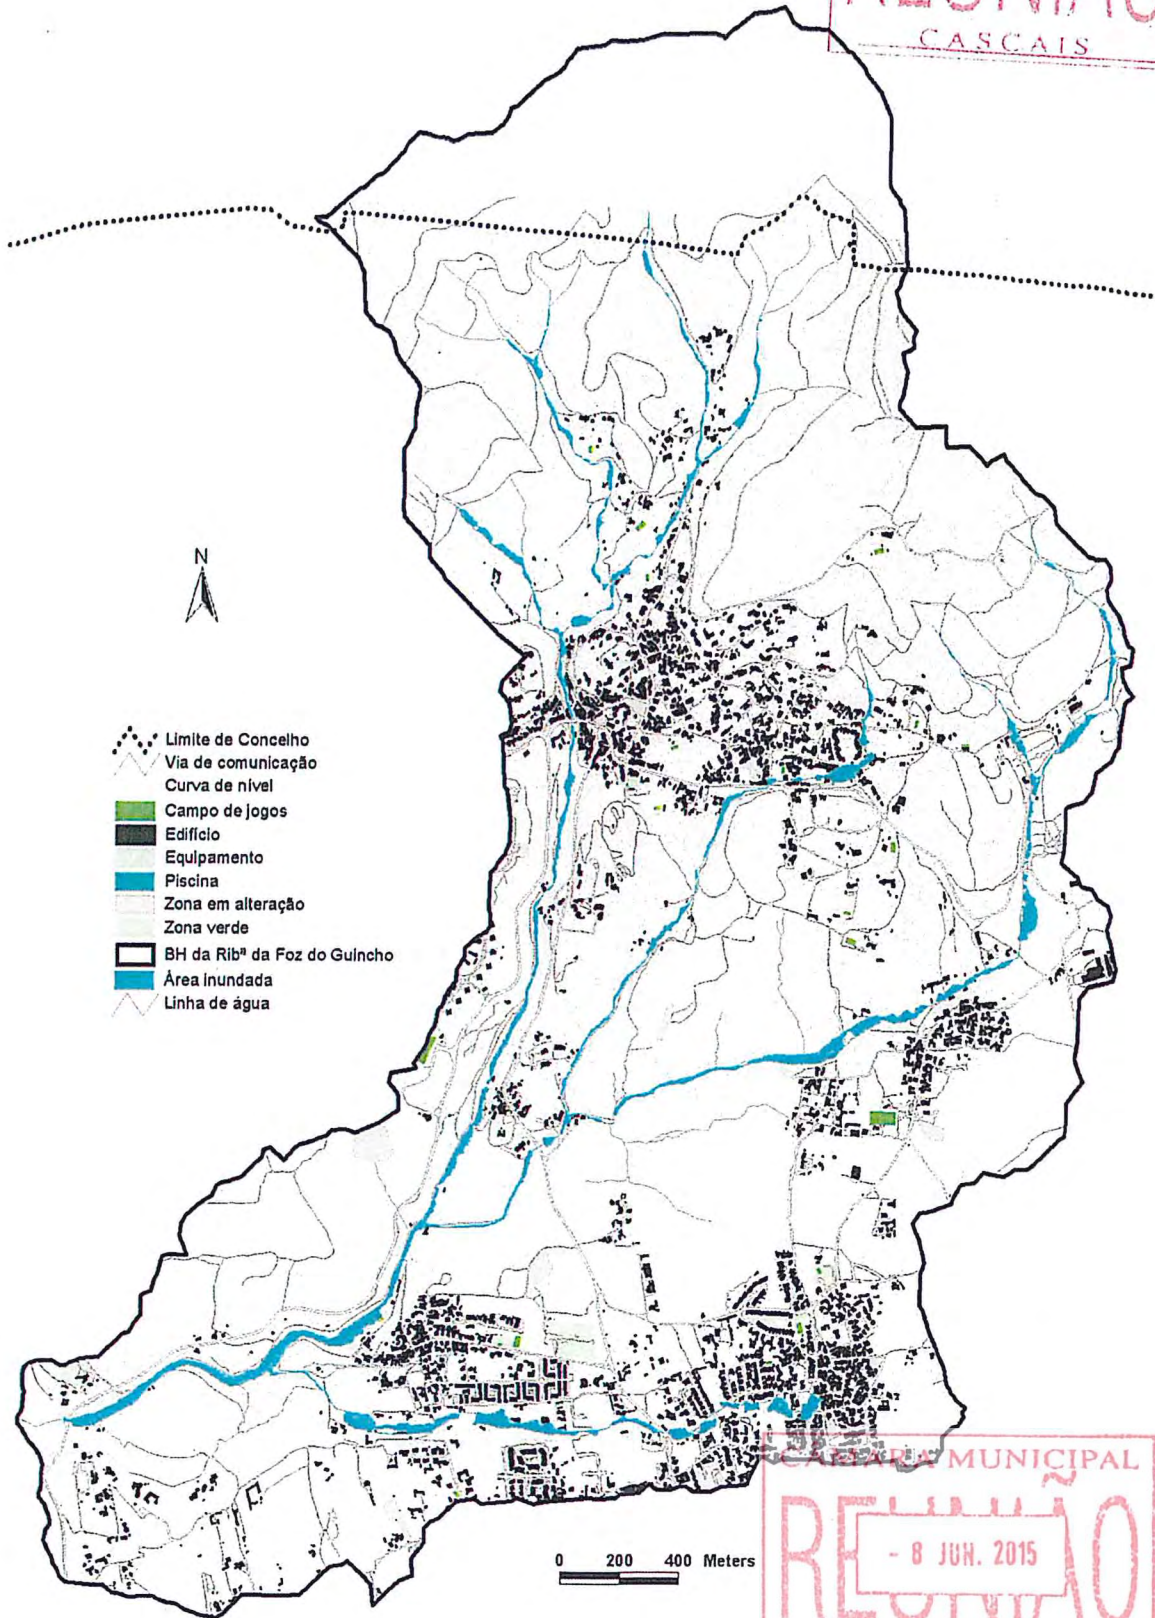 CASCAIS
N
Limite de Concelho
Via de comunicação
Curva de nível
Campo de jogos
Edifício
Equipamento
Piscina
Zona em alteração
Zona verde
BH da Ribª da Foz do Guincho
Área inundada
Linha de água
0 200 400 Meters
CÂMARA MUNICIPAL
REUNIÃO
- 8 JUN. 2015